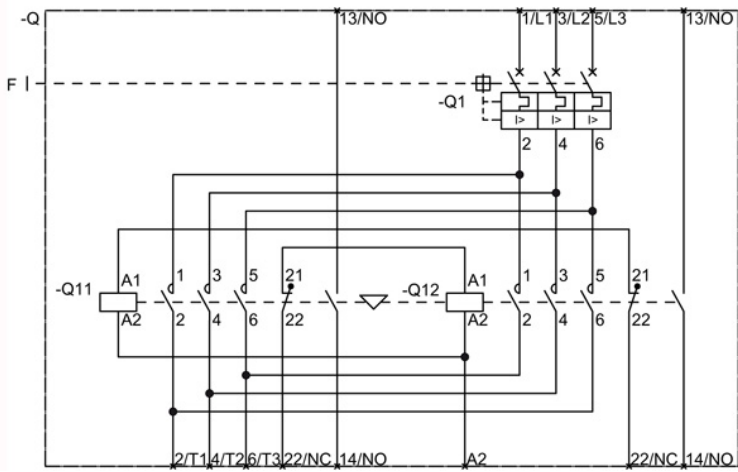 -Q 13/NO 1/L1 3/L2 5/L3 13/NO
F
-Q1
I> I> I>
2 4 6
A1 1 3 5 21 A1 1 3 5 21
-Q11 -Q12
A2 2 4 6 22 A2 2 4 6 22
2/T1 4/T2 6/T3 22/NC 14/NO A2 22/NC 14/NO